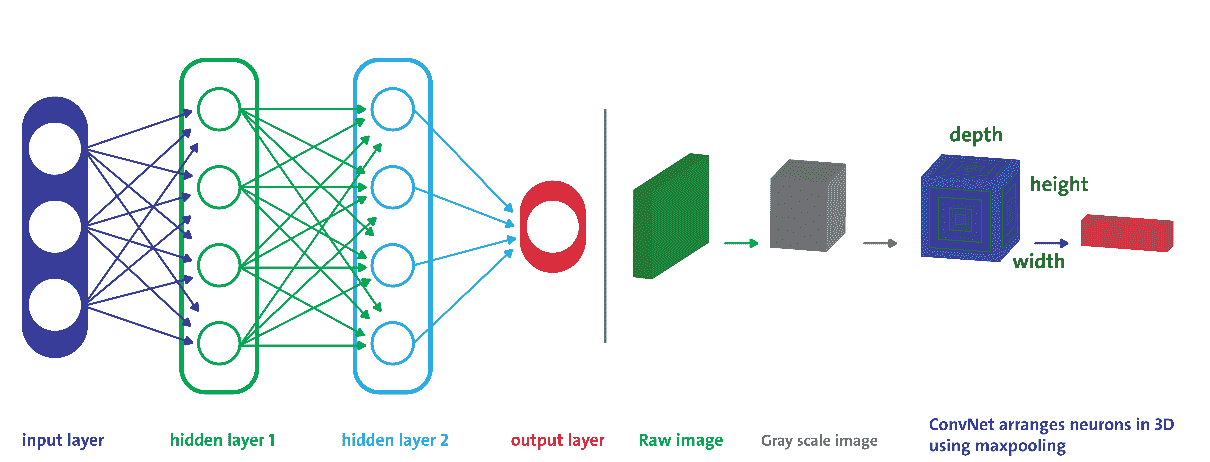 depth
height
width
input layer
hidden layer 1
hidden layer 2
output layer
Raw image
Gray scale image
ConvNet arranges neurons in 3D
using maxpooling